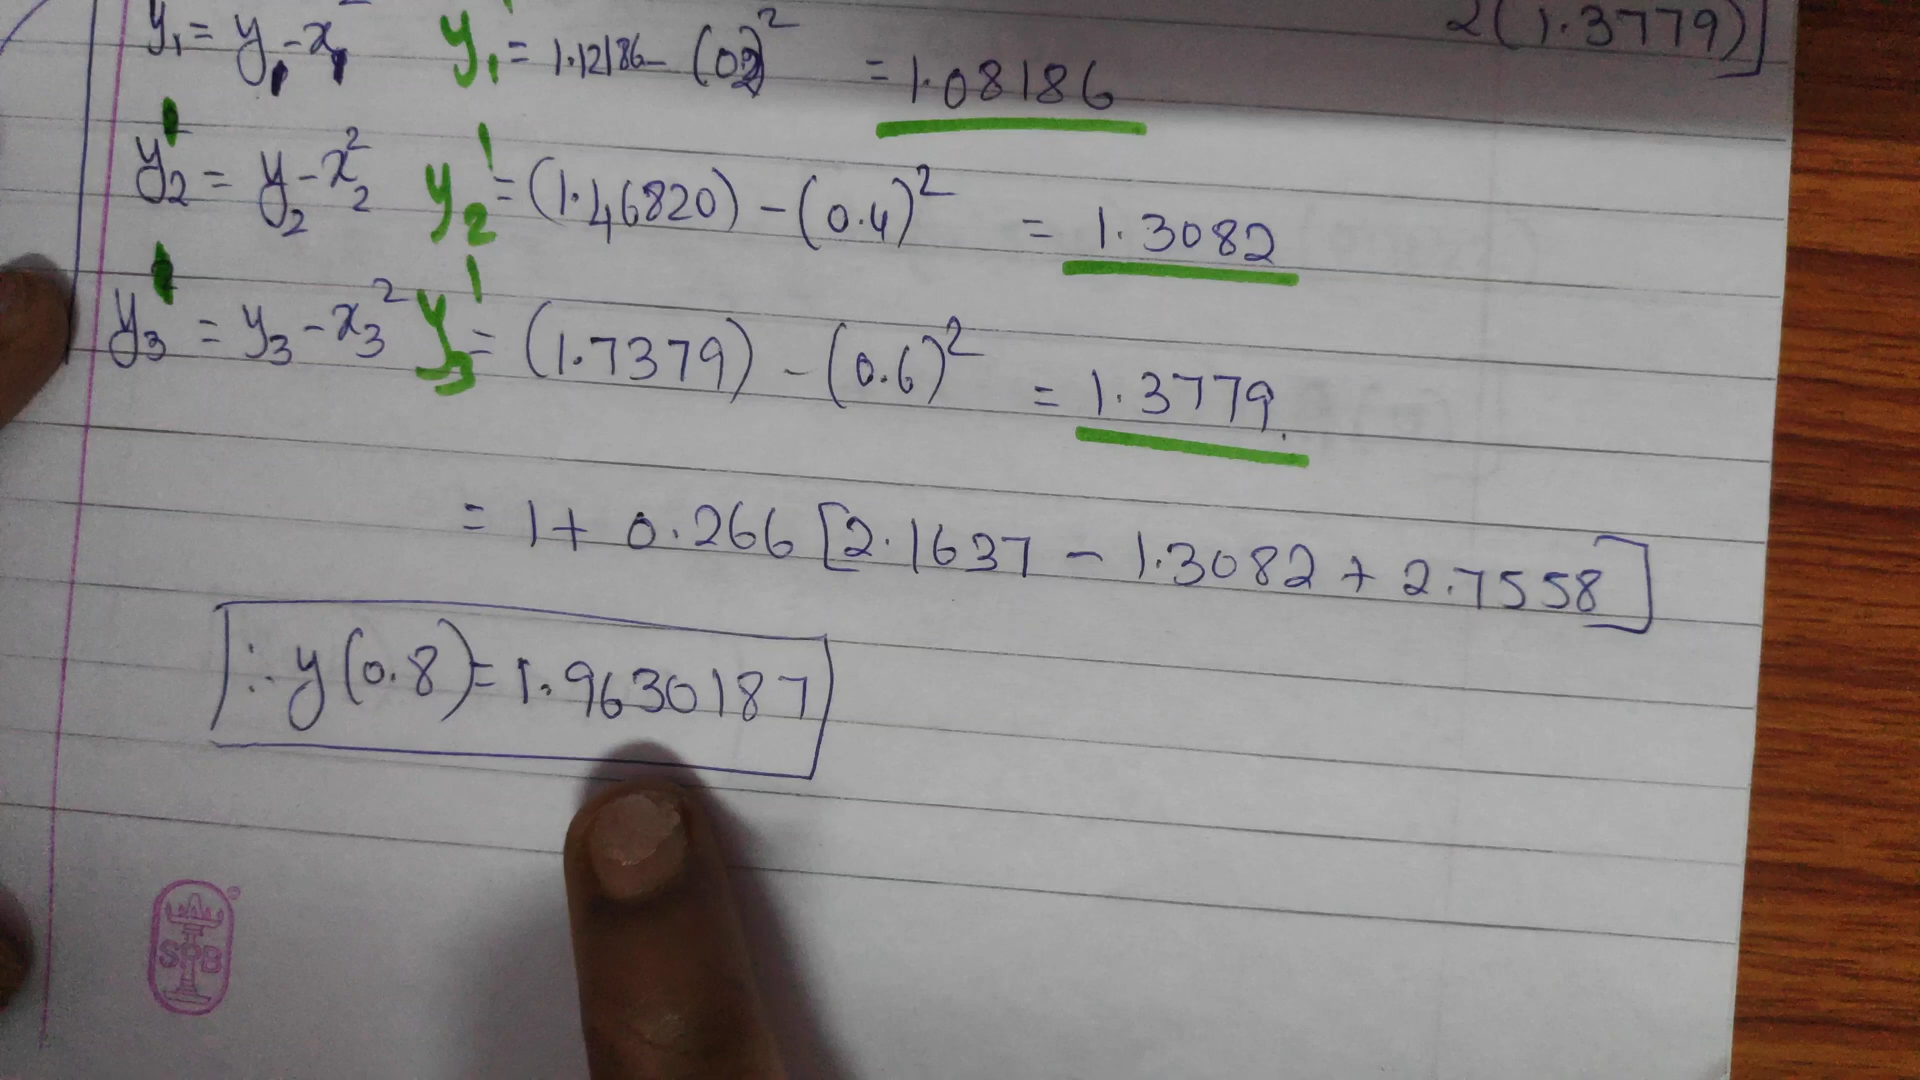 2(1.3779)]
y₁ = y₁ - x₁² y₁' = 1.12186 - (0.2)² = 1.08186
y₂' = y₂ - x₂² y₂' = (1.46820) - (0.4)² = 1.3082
y₃' = y₃ - x₃² y₃' = (1.7379) - (0.6)² = 1.3779.
= 1 + 0.266 [2.1637 - 1.3082 + 2.7558]
∴ y(0.8) = 1.9630187
SPB